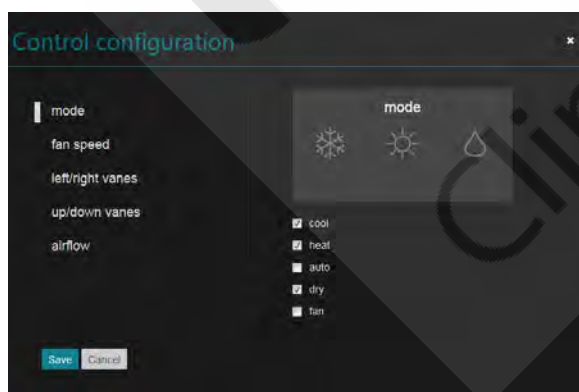 Control configuration
mode
fan speed
left/right vanes
up/down vanes
airflow
mode
cool
heat
auto
dry
fan
Save
Cancel